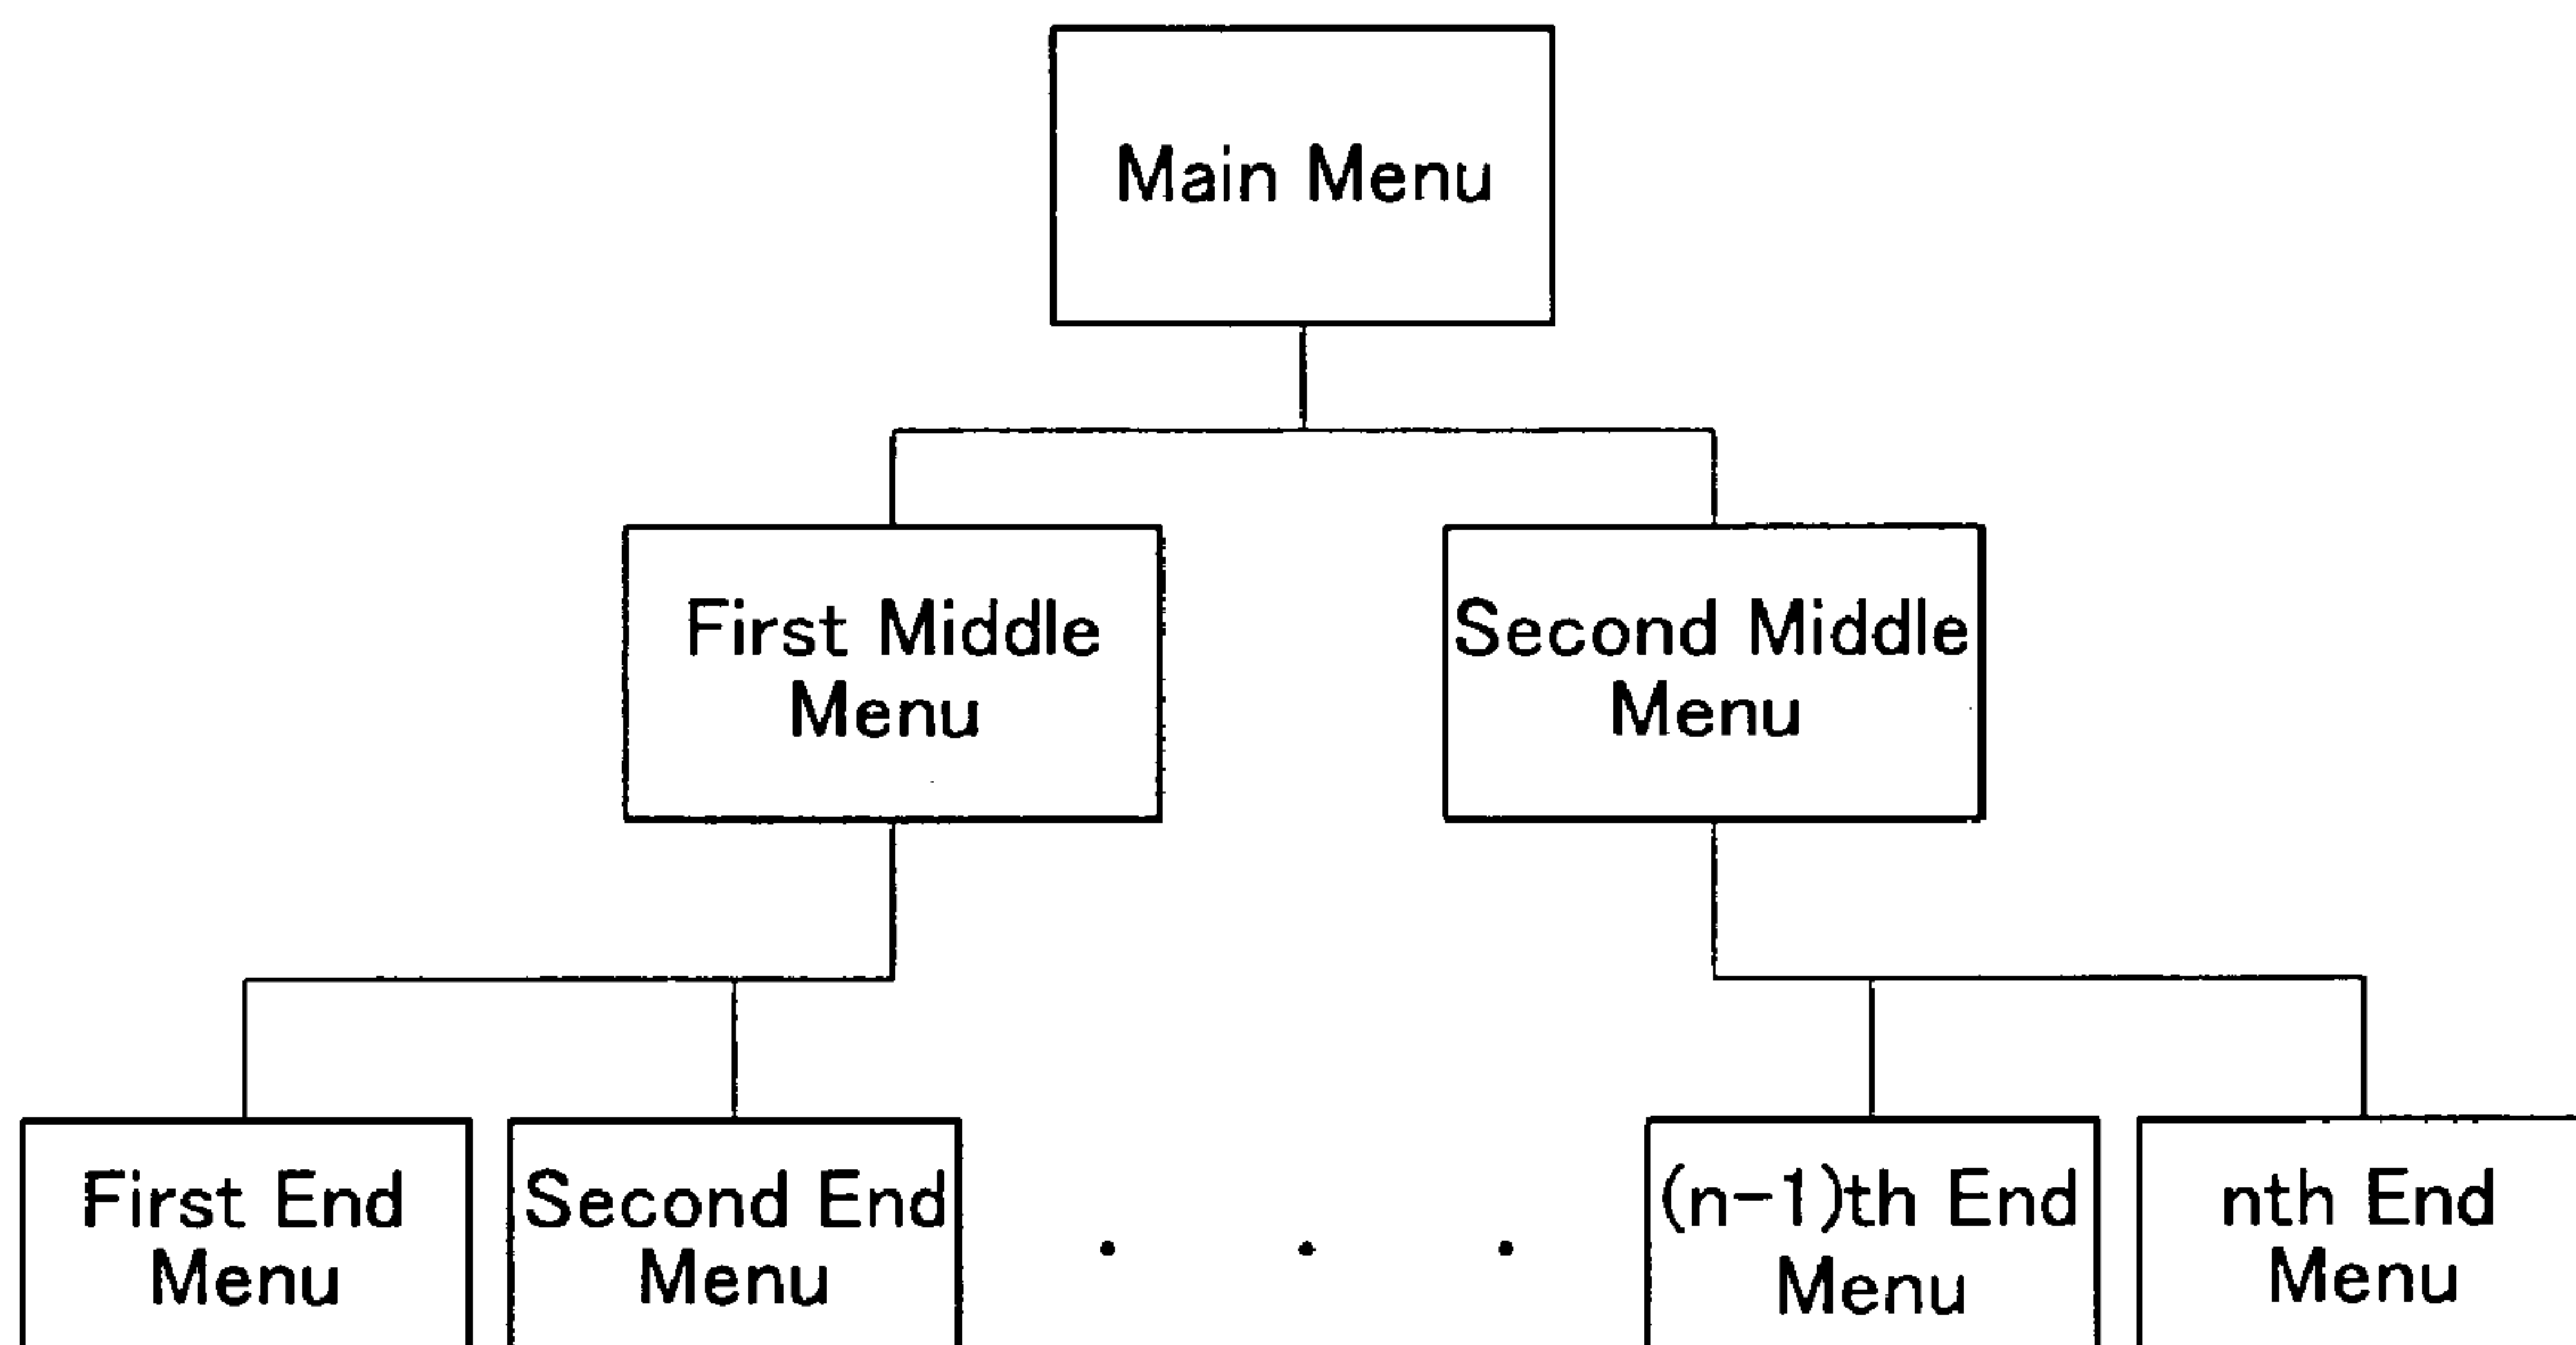 Main Menu
First Middle
Menu
Second Middle
Menu
First End
Menu
Second End
Menu
. . .
(n-1)th End
Menu
nth End
Menu